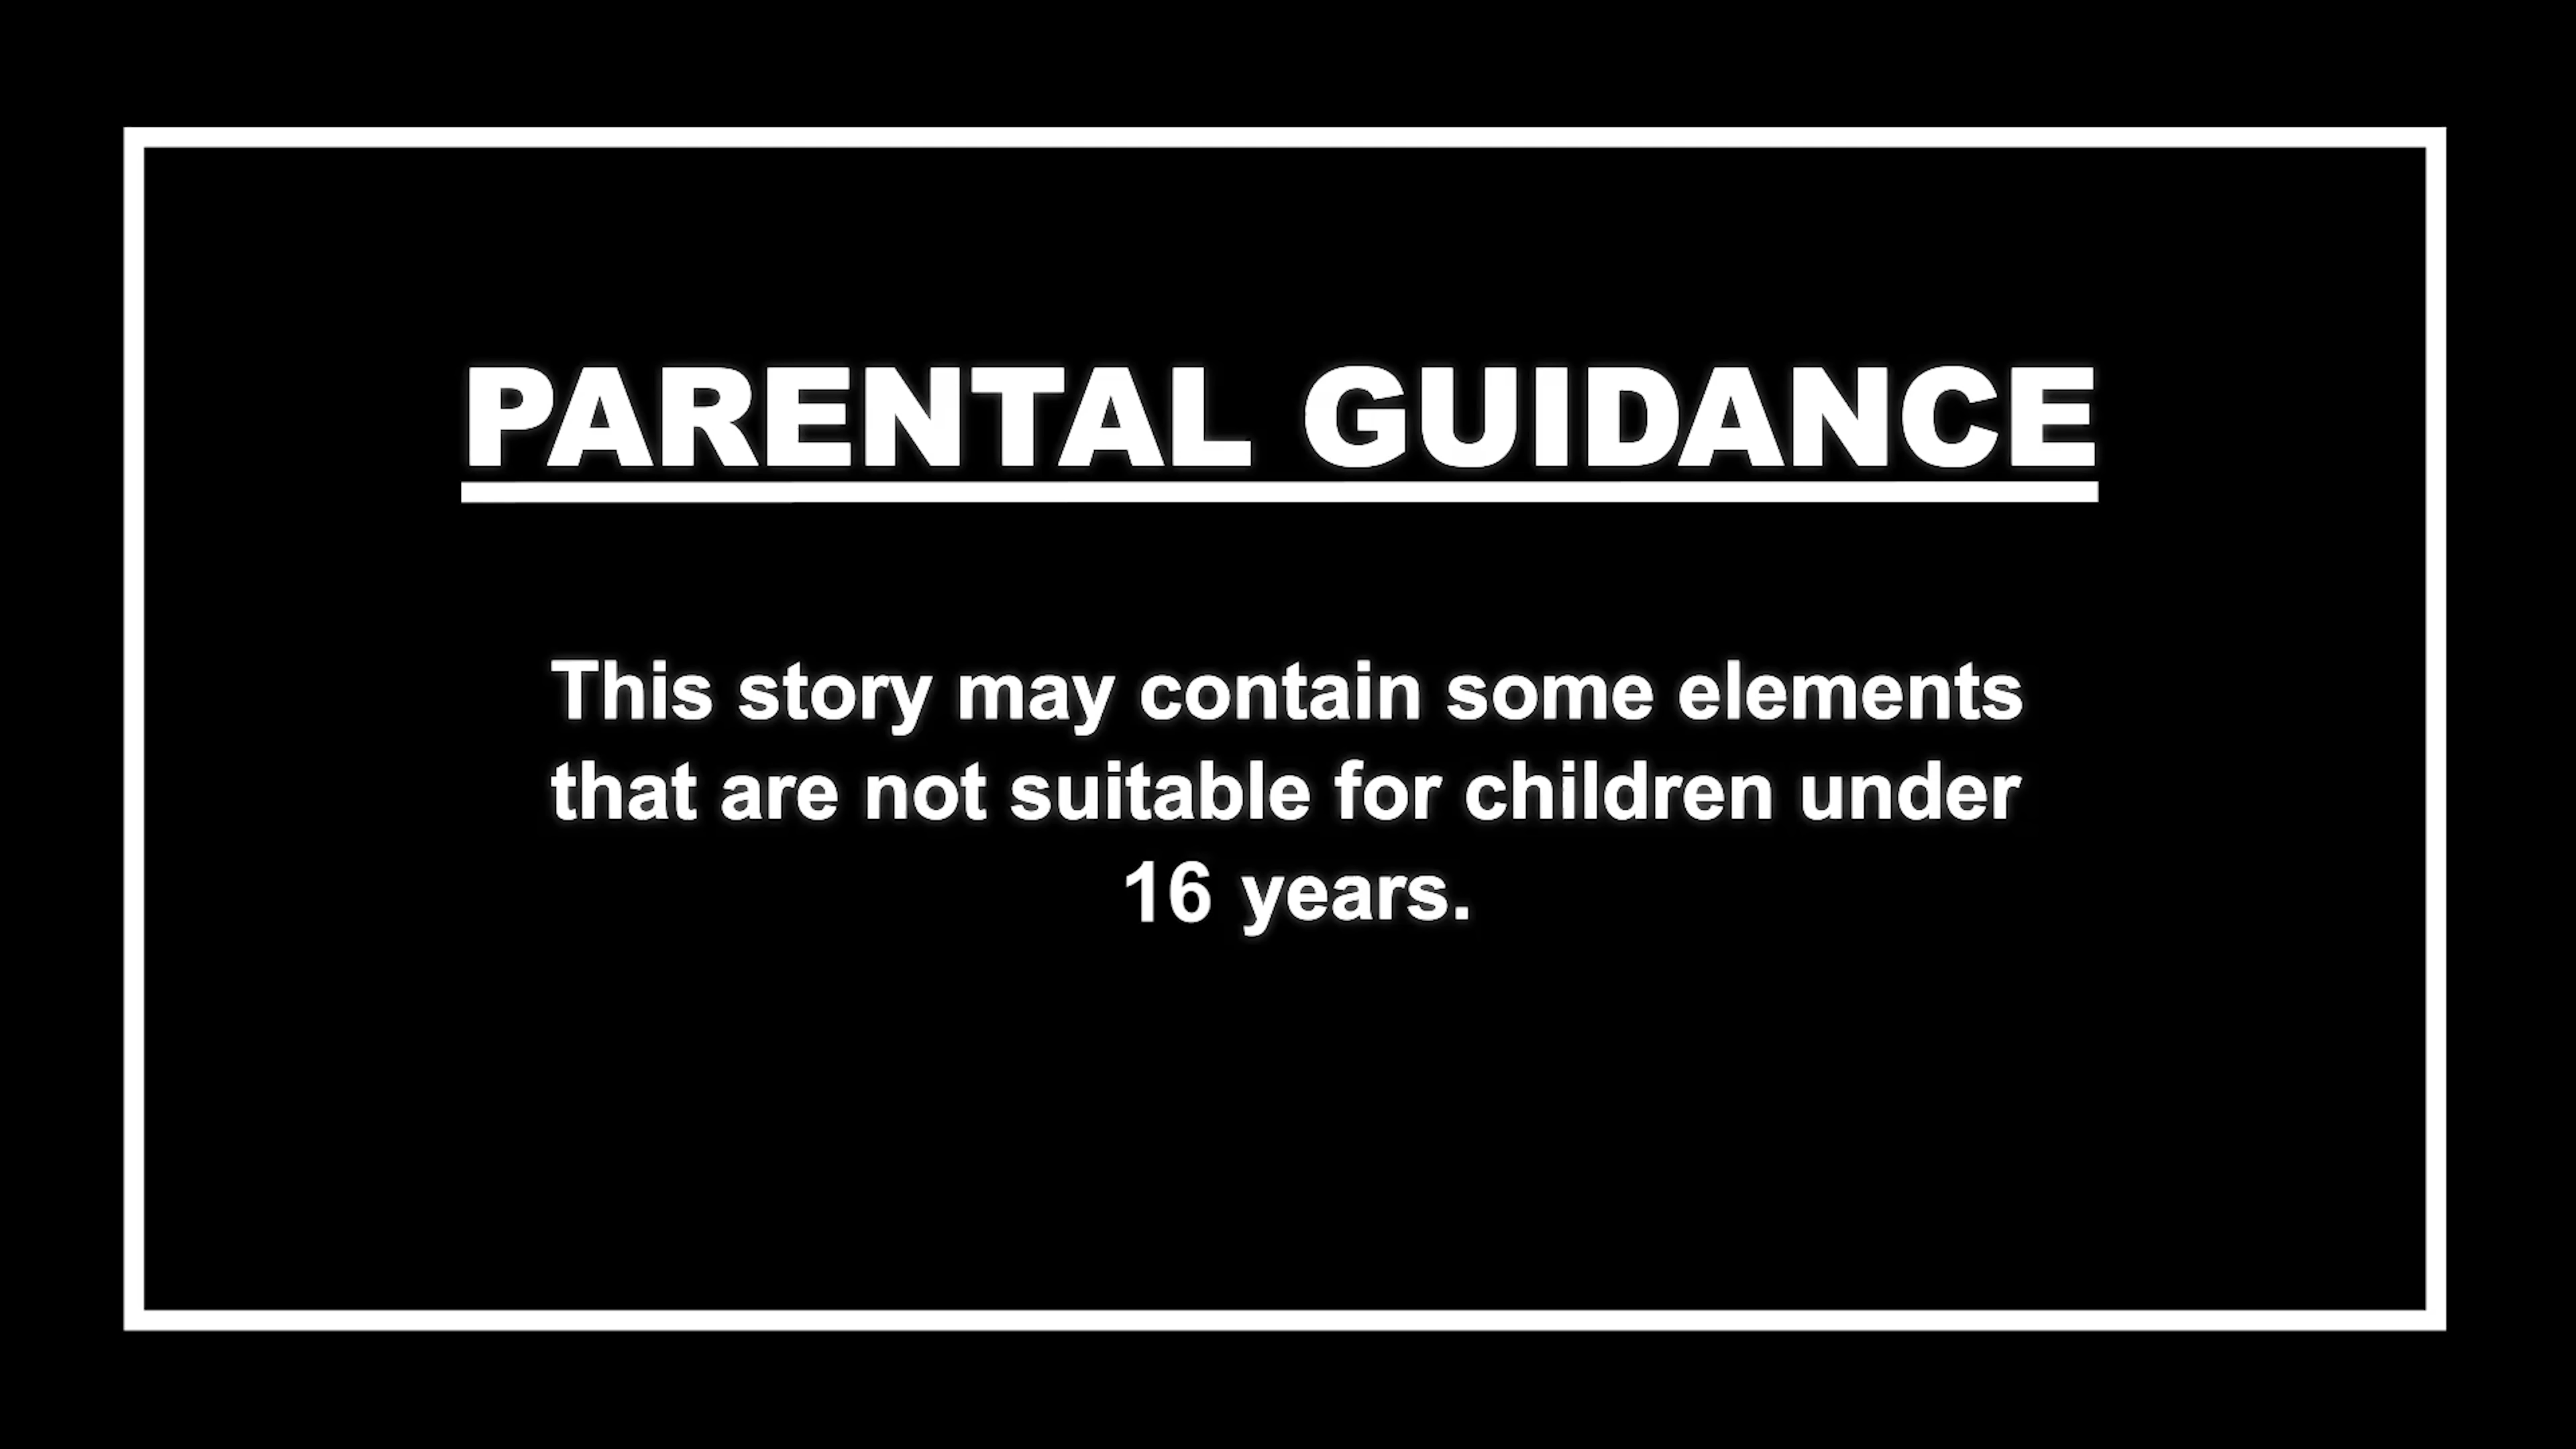 PARENTAL GUIDANCE
This story may contain some elements
that are not suitable for children under
16 years.